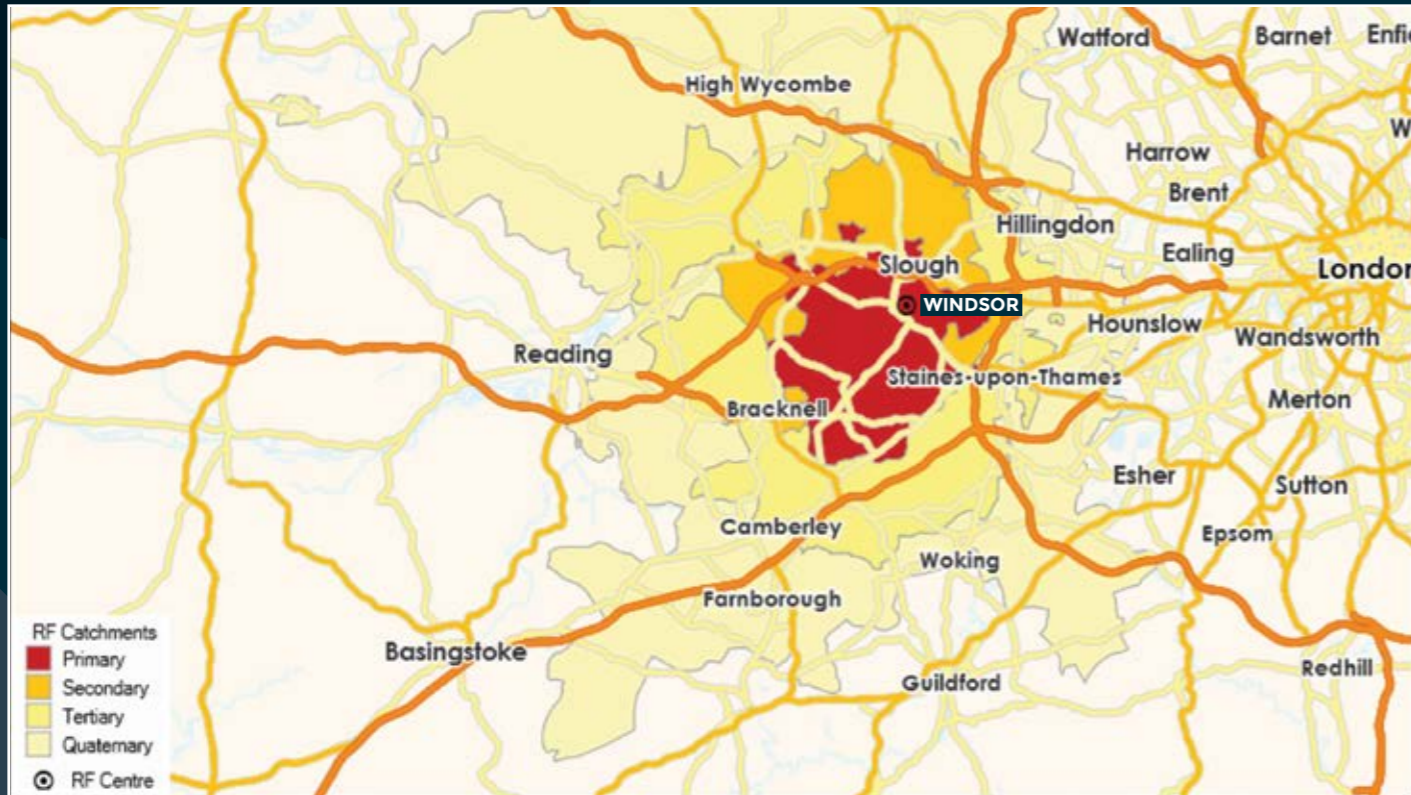 Watford
Barnet
High Wycombe
Harrow
Brent
Hillingdon
Ealing
Slough
London
WINDSOR
Hounslow
Wandsworth
Reading
Staines-upon-Thames
Merton
Bracknell
Esher
Sutton
Camberley
Epsom
Woking
Farnborough
Basingstoke
Redhill
Guildford
RF Catchments
Primary
Secondary
Tertiary
Quaternary
RF Centre